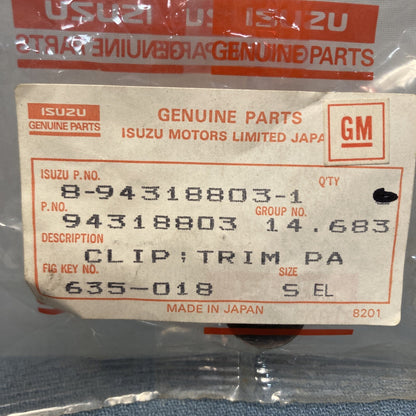 ISUZU ISUZU
GENUINE PARTS GENUINE PARTS
ISUZU
GENUINE PARTS
GENUINE PARTS
ISUZU MOTORS LIMITED JAPAN
GM
ISUZU P.NO.
Q'TY
8-94318803-1
P.NO.
GROUP NO.
94318803
14.683
DESCRIPTION
CLIP;TRIM PA
FIG KEY NO.
SIZE
635-018
S EL
MADE IN JAPAN
8201